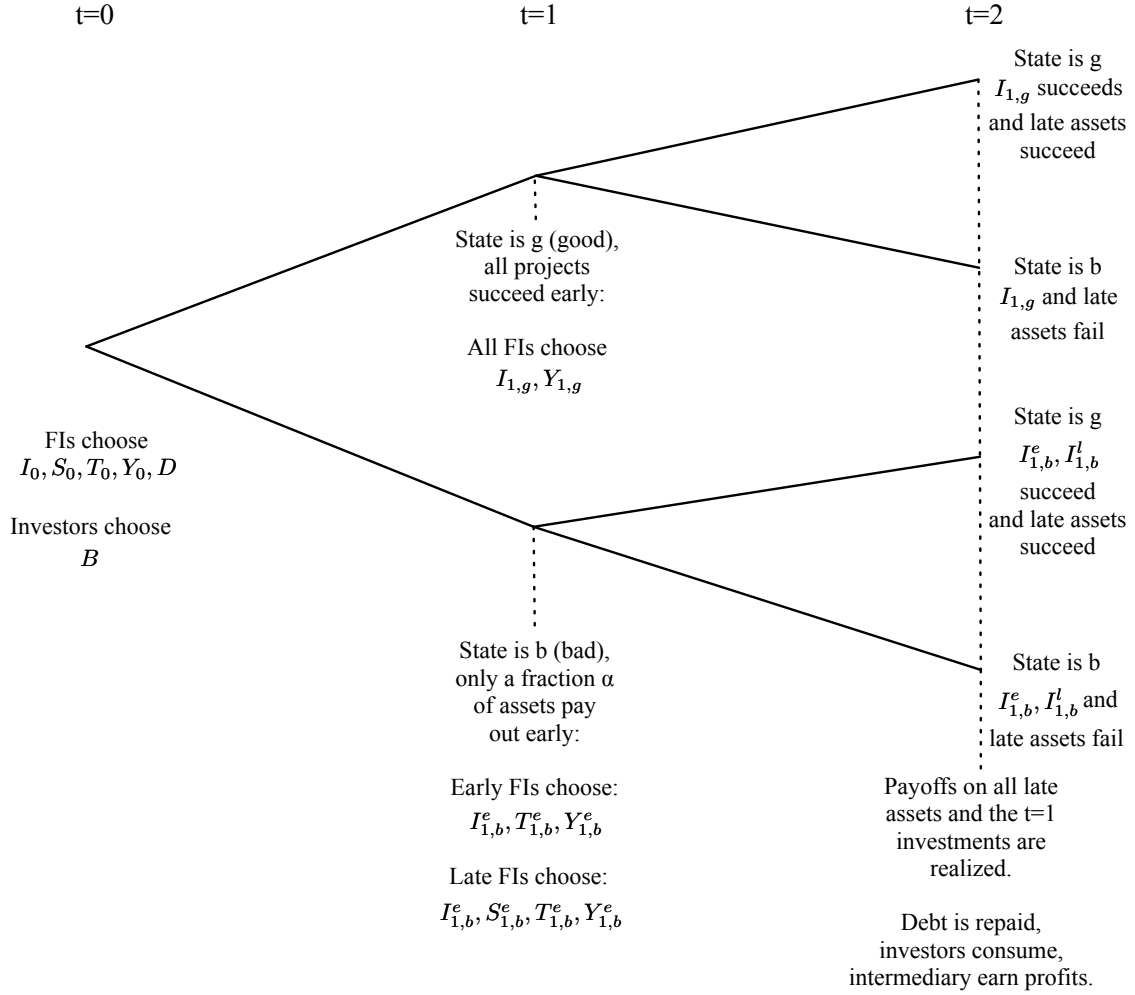 t=0
t=1
t=2
State is g
I_{1,g} succeeds
and late assets
succeed
State is g (good),
all projects
succeed early:
All FIs choose
I_{1,g}, Y_{1,g}
State is b
I_{1,g} and late
assets fail
FIs choose
I_0, S_0, T_0, Y_0, D
Investors choose
B
State is g
I^e_{1,b}, I^l_{1,b}
succeed
and late assets
succeed
State is b (bad),
only a fraction α
of assets pay
out early:
Early FIs choose:
I^e_{1,b}, T^e_{1,b}, Y^e_{1,b}
Late FIs choose:
I^e_{1,b}, S^e_{1,b}, T^e_{1,b}, Y^e_{1,b}
State is b
I^e_{1,b}, I^l_{1,b} and
late assets fail
Payoffs on all late
assets and the t=1
investments are
realized.
Debt is repaid,
investors consume,
intermediary earn profits.